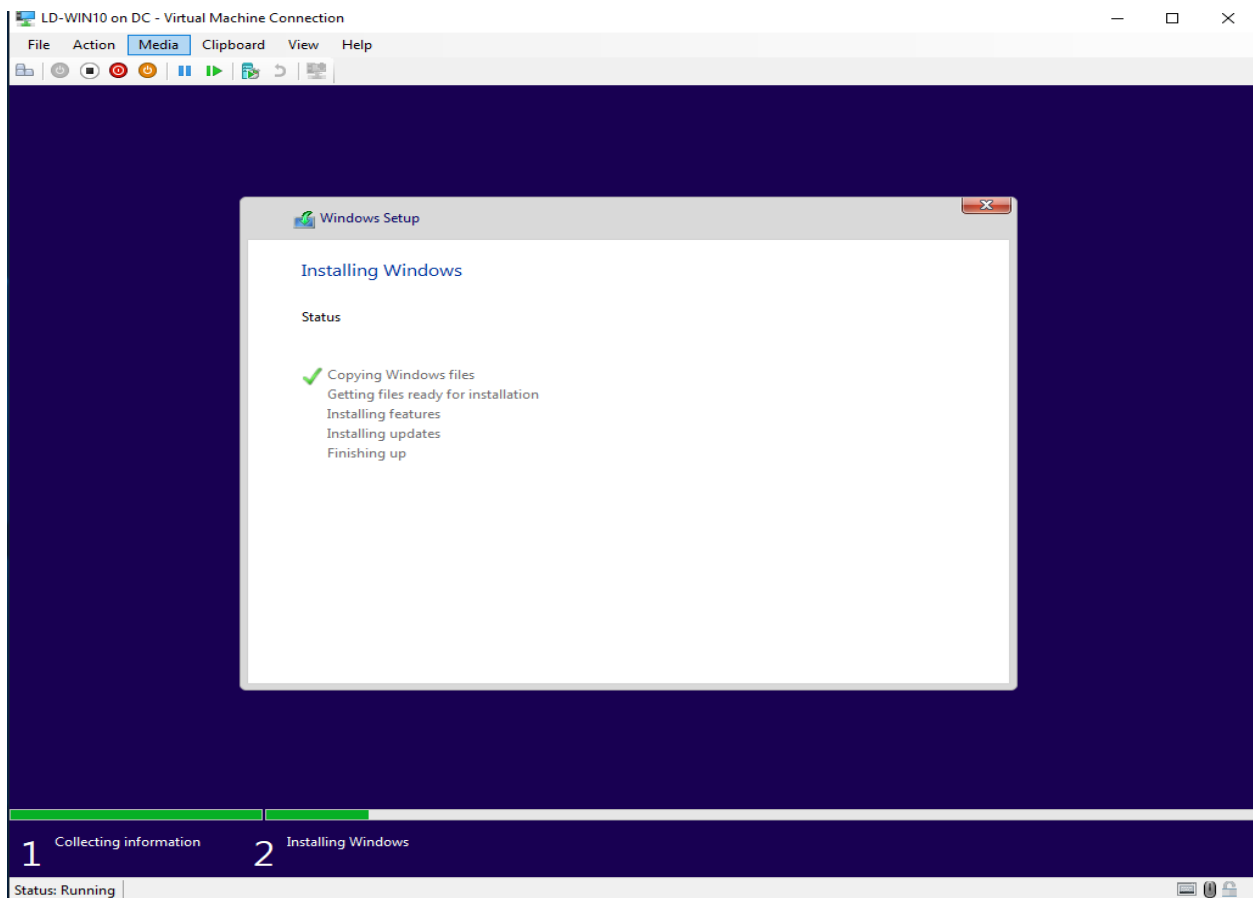 LD-WIN10 on DC - Virtual Machine Connection
File Action Media Clipboard View Help
Windows Setup
Installing Windows
Status
Copying Windows files
Getting files ready for installation
Installing features
Installing updates
Finishing up
1 Collecting information 2 Installing Windows
Status: Running